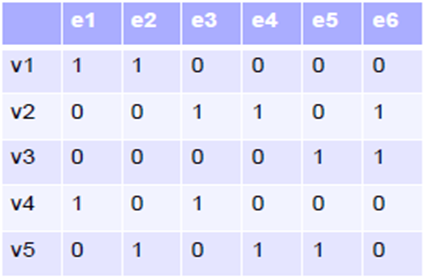 e1 e2 e3 e4 e5 e6
v1 1 1 0 0 0 0
v2 0 0 1 1 0 1
v3 0 0 0 0 1 1
v4 1 0 1 0 0 0
v5 0 1 0 1 1 0